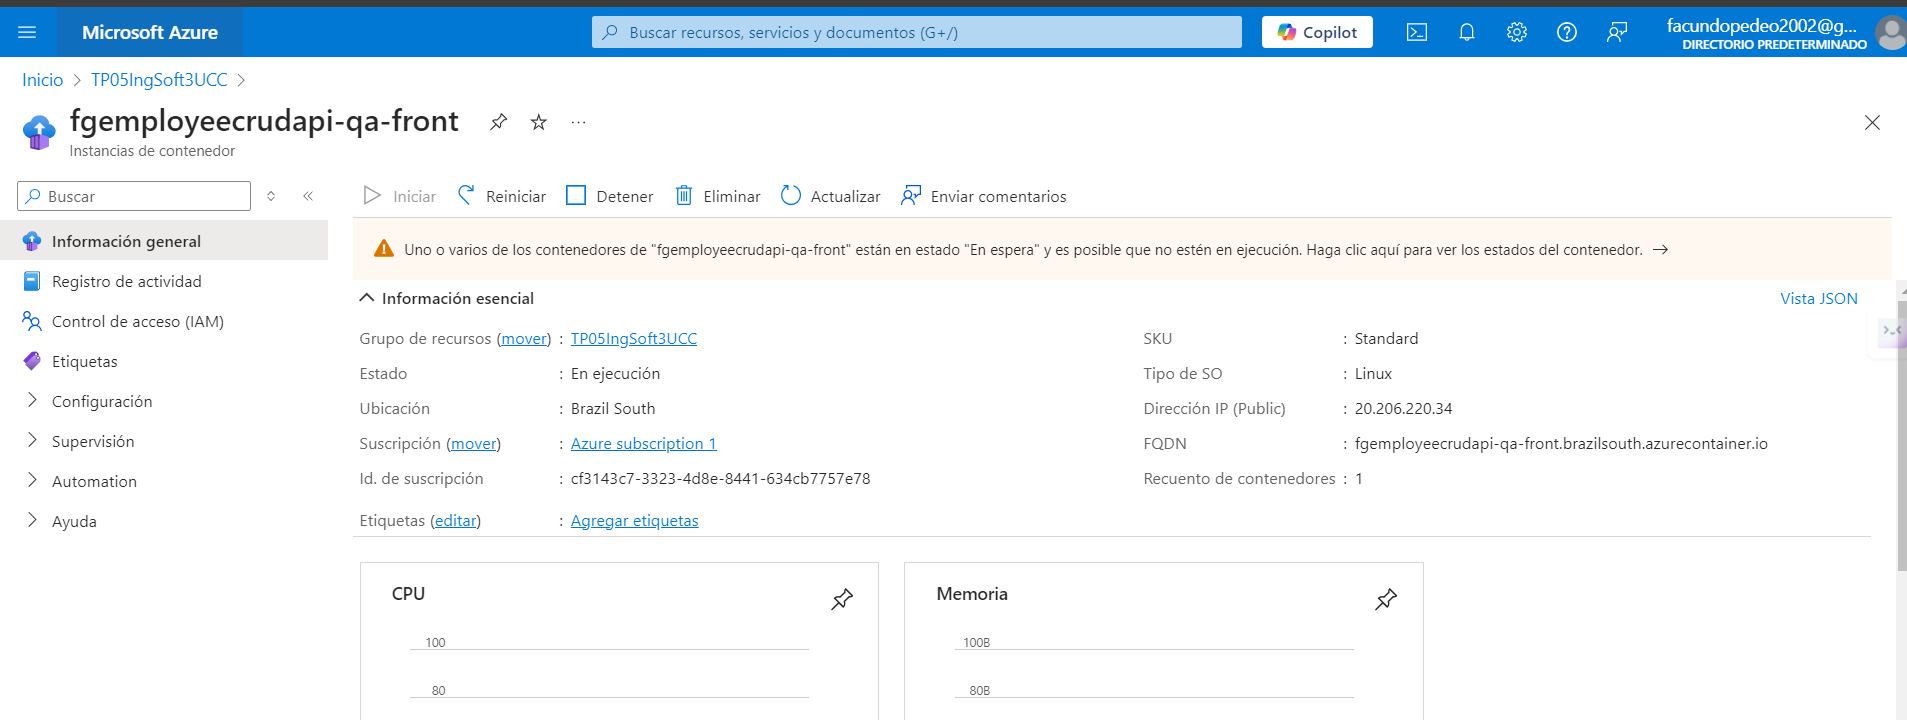 Microsoft Azure
Buscar recursos, servicios y documentos (G+/)
Copilot
facundopedeo2002@g...
DIRECTORIO PREDETERMINADO
Inicio > TP05IngSoft3UCC >
fgemployeecrudapi-qa-front
Instancias de contenedor
Buscar
Iniciar Reiniciar Detener Eliminar Actualizar Enviar comentarios
Información general
Registro de actividad
Control de acceso (IAM)
Etiquetas
Configuración
Supervisión
Automation
Ayuda
Uno o varios de los contenedores de "fgemployeecrudapi-qa-front" están en estado "En espera" y es posible que no estén en ejecución. Haga clic aquí para ver los estados del contenedor. →
Información esencial
Vista JSON
Grupo de recursos (mover) : TP05IngSoft3UCC
Estado : En ejecución
Ubicación : Brazil South
Suscripción (mover) : Azure subscription 1
Id. de suscripción : cf3143c7-3323-4d8e-8441-634cb7757e78
Etiquetas (editar) : Agregar etiquetas
SKU : Standard
Tipo de SO : Linux
Dirección IP (Public) : 20.206.220.34
FQDN : fgemployeecrudapi-qa-front.brazilsouth.azurecontainer.io
Recuento de contenedores : 1
CPU
100
80
Memoria
100B
80B